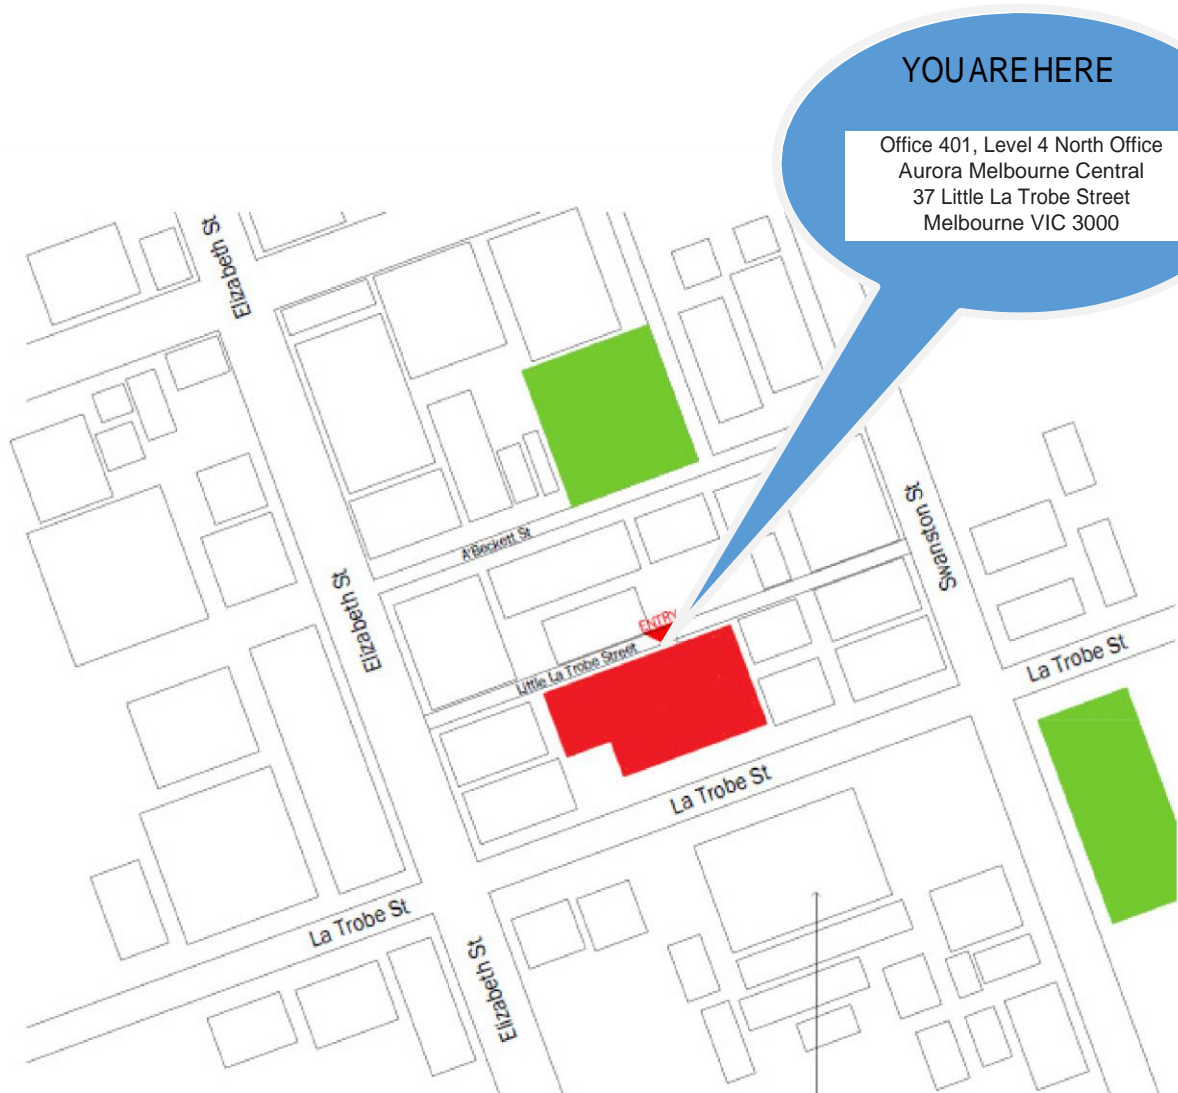 YOU ARE HERE
Office 401, Level 4 North Office
Aurora Melbourne Central
37 Little La Trobe Street
Melbourne VIC 3000
Elizabeth St
A'Beckett St
Swanston St
Elizabeth St
ENTRY
Little La Trobe Street
La Trobe St
La Trobe St
La Trobe St
Elizabeth St